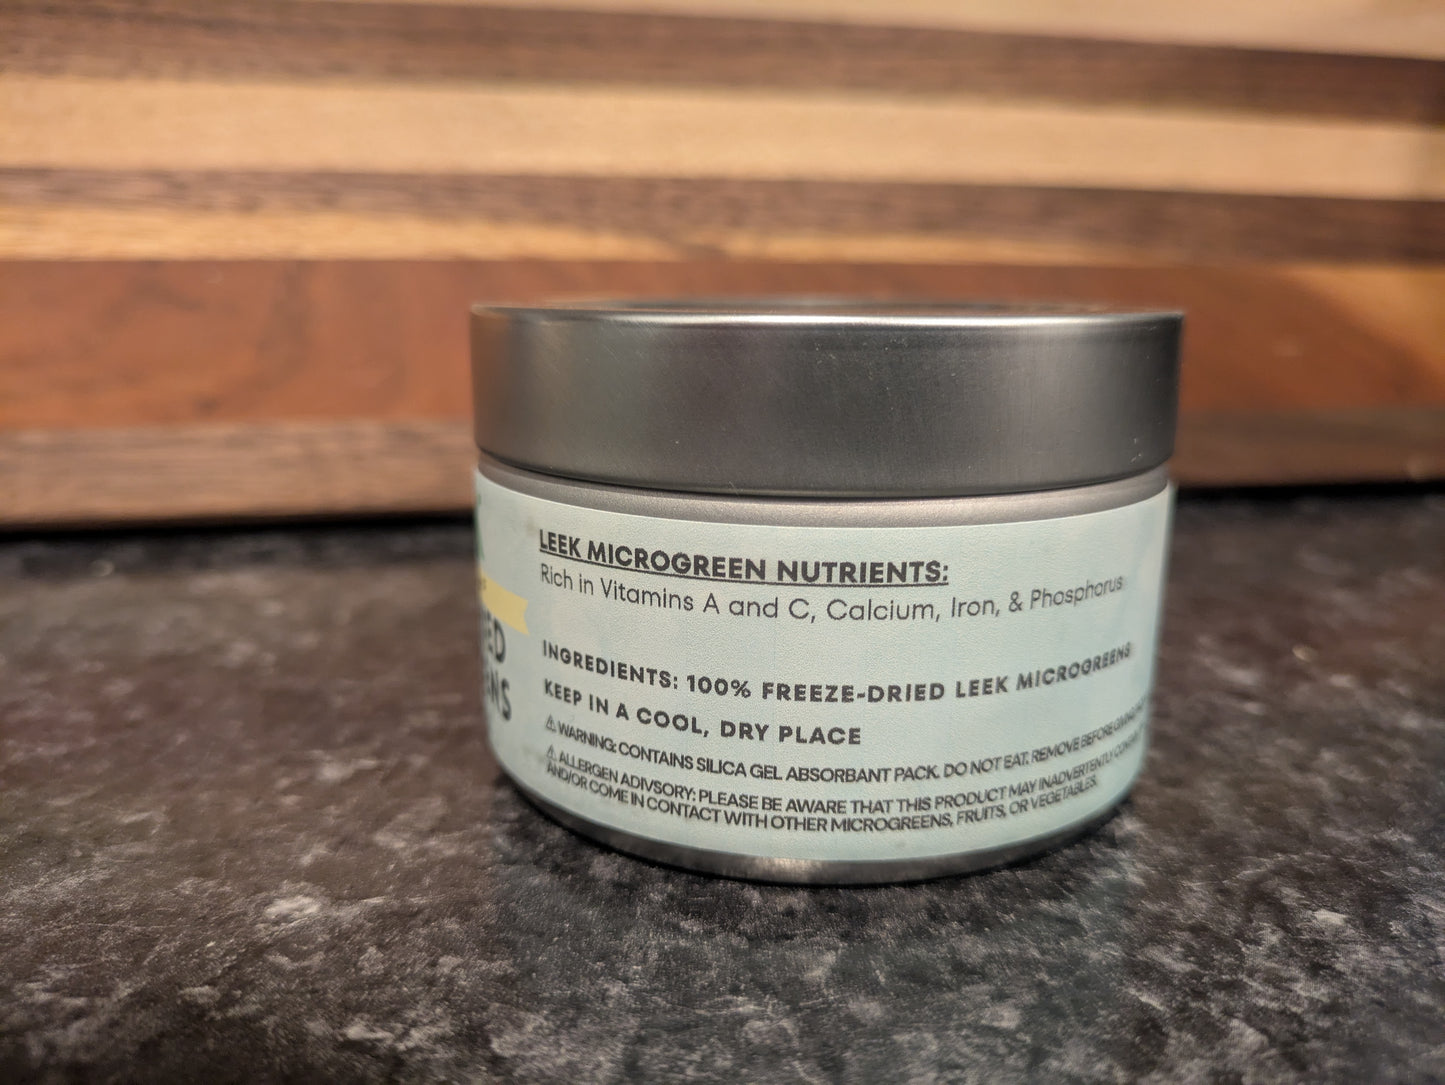 LEEK MICROGREEN NUTRIENTS:
Rich in Vitamins A and C, Calcium, Iron, & Phosphorus
INGREDIENTS: 100% FREEZE-DRIED LEEK MICROGREENS
KEEP IN A COOL, DRY PLACE
⚠ WARNING: CONTAINS SILICA GEL ABSORBANT PACK. DO NOT EAT. REMOVE BEFORE GIVING
⚠ ALLERGEN ADIVSORY: PLEASE BE AWARE THAT THIS PRODUCT MAY INADVERTENTLY
AND/OR COME IN CONTACT WITH OTHER MICROGREENS, FRUITS, OR VEGETABLES.